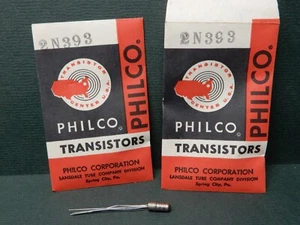 2N393
TRANSISTOR
CENTER U.S.A.
PHILCO
PHILCO
TRANSISTORS
PHILCO CORPORATION
LANSDALE TUBE COMPANY DIVISION
Spring City, Pa.
2N393
TRANSISTOR
CENTER U.S.A.
PHILCO
PHILCO
TRANSISTORS
PHILCO CORPORATION
LANSDALE TUBE COMPANY DIVISION
Spring City, Pa.